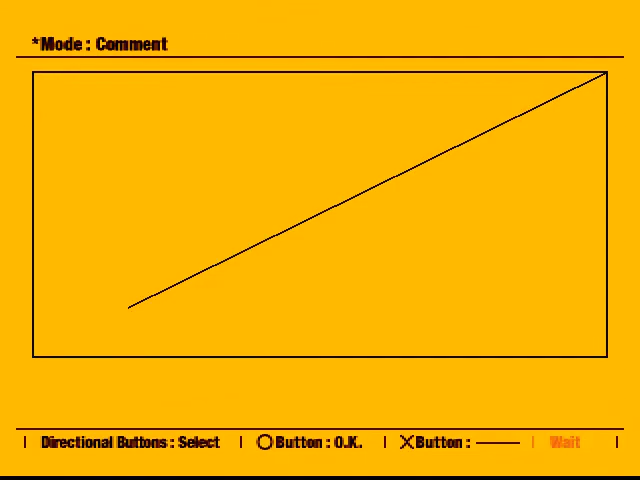 *Mode : Comment
Directional Buttons : Select | ○Button : O.K. | ✕Button : —— | Wait